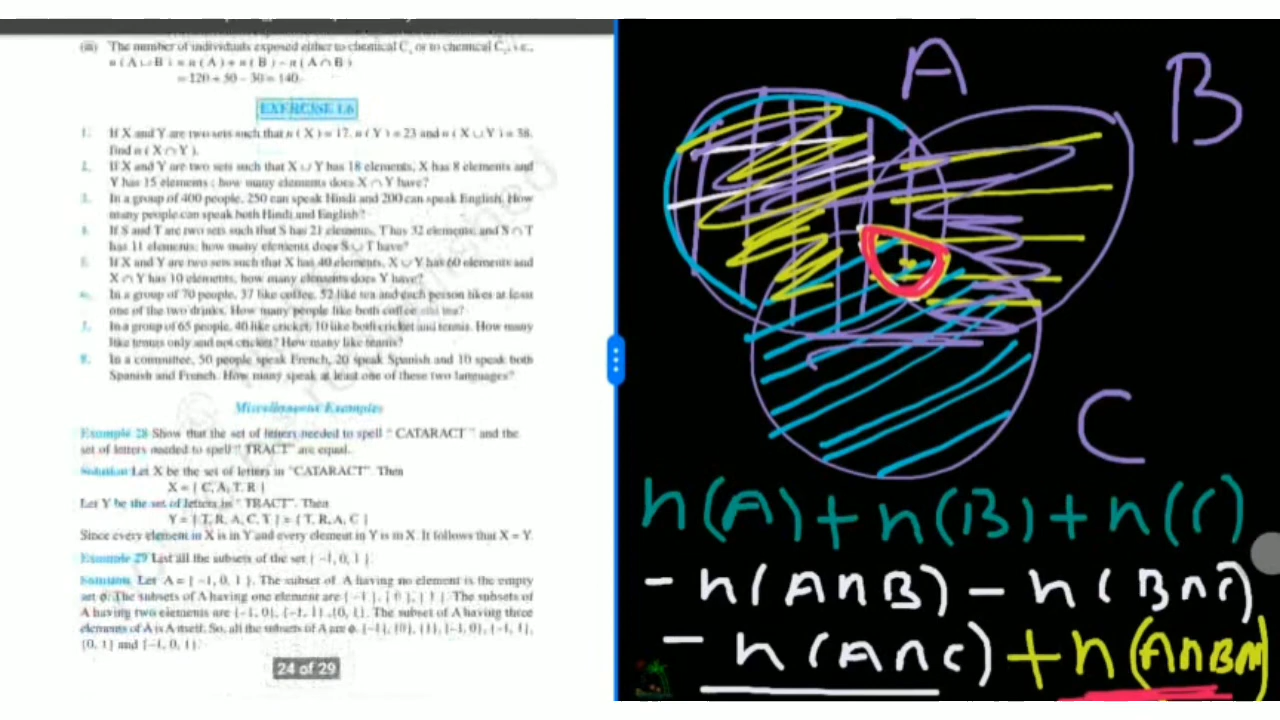 (iii) The number of individuals exposed either to chemical C₁ or to chemical C₂, i.e.,
n ( A ∪ B ) = n ( A ) + n ( B ) – n ( A ∩ B )
= 120 + 50 – 30 = 140.
EXERCISE 1.6
1. If X and Y are two sets such that n ( X ) = 17, n ( Y ) = 23 and n ( X ∪ Y ) = 38,
find n ( X ∩ Y ).
2. If X and Y are two sets such that X ∪ Y has 18 elements, X has 8 elements and
Y has 15 elements ; how many elements does X ∩ Y have?
3. In a group of 400 people, 250 can speak Hindi and 200 can speak English. How
many people can speak both Hindi and English?
4. If S and T are two sets such that S has 21 elements, T has 32 elements, and S ∩ T
has 11 elements, how many elements does S ∪ T have?
5. If X and Y are two sets such that X has 40 elements, X ∪ Y has 60 elements and
X ∩ Y has 10 elements, how many elements does Y have?
6. In a group of 70 people, 37 like coffee, 52 like tea and each person likes at least
one of the two drinks. How many people like both coffee and tea?
7. In a group of 65 people, 40 like cricket, 10 like both cricket and tennis. How many
like tennis only and not cricket? How many like tennis?
8. In a committee, 50 people speak French, 20 speak Spanish and 10 speak both
Spanish and French. How many speak at least one of these two languages?
Miscellaneous Examples
Example 28 Show that the set of letters needed to spell " CATARACT " and the
set of letters needed to spell " TRACT" are equal.
Solution Let X be the set of letters in "CATARACT". Then
X = { C, A, T, R }
Let Y be the set of letters in " TRACT". Then
Y = { T, R, A, C, T } = { T, R, A, C }
Since every element in X is in Y and every element in Y is in X. It follows that X = Y.
Example 29 List all the subsets of the set { –1, 0, 1 }.
Solution Let A = { –1, 0, 1 }. The subset of A having no element is the empty
set φ. The subsets of A having one element are { –1 }, { 0 }, { 1 }. The subsets of
A having two elements are {–1, 0}, {–1, 1} ,{0, 1}. The subset of A having three
elements of A is A itself. So, all the subsets of A are φ, {–1}, {0}, {1}, {–1, 0}, {–1, 1},
{0, 1} and {–1, 0, 1}.
24 of 29
A
B
C
n(A)+n(B)+n(C)
- n(A∩B) - n(B∩C)
- n(A∩C) + n(A∩B∩